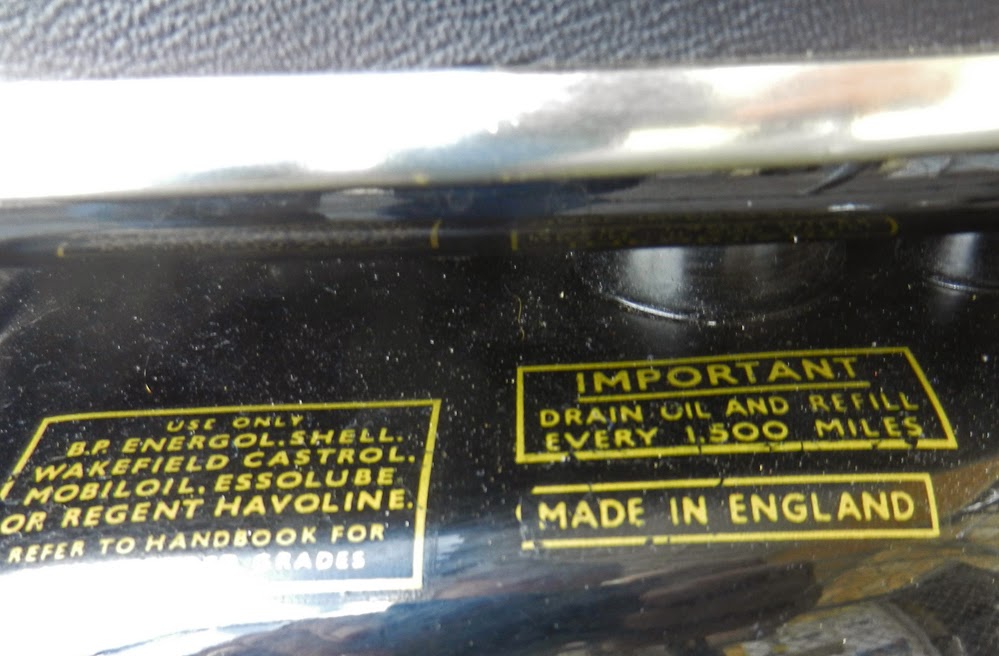 USE ONLY
B.P. ENERGOL. SHELL.
WAKEFIELD CASTROL.
MOBILOIL. ESSOLUBE
OR REGENT HAVOLINE.
REFER TO HANDBOOK FOR
GRADES
IMPORTANT
DRAIN OIL AND REFILL
EVERY 1,500 MILES
MADE IN ENGLAND